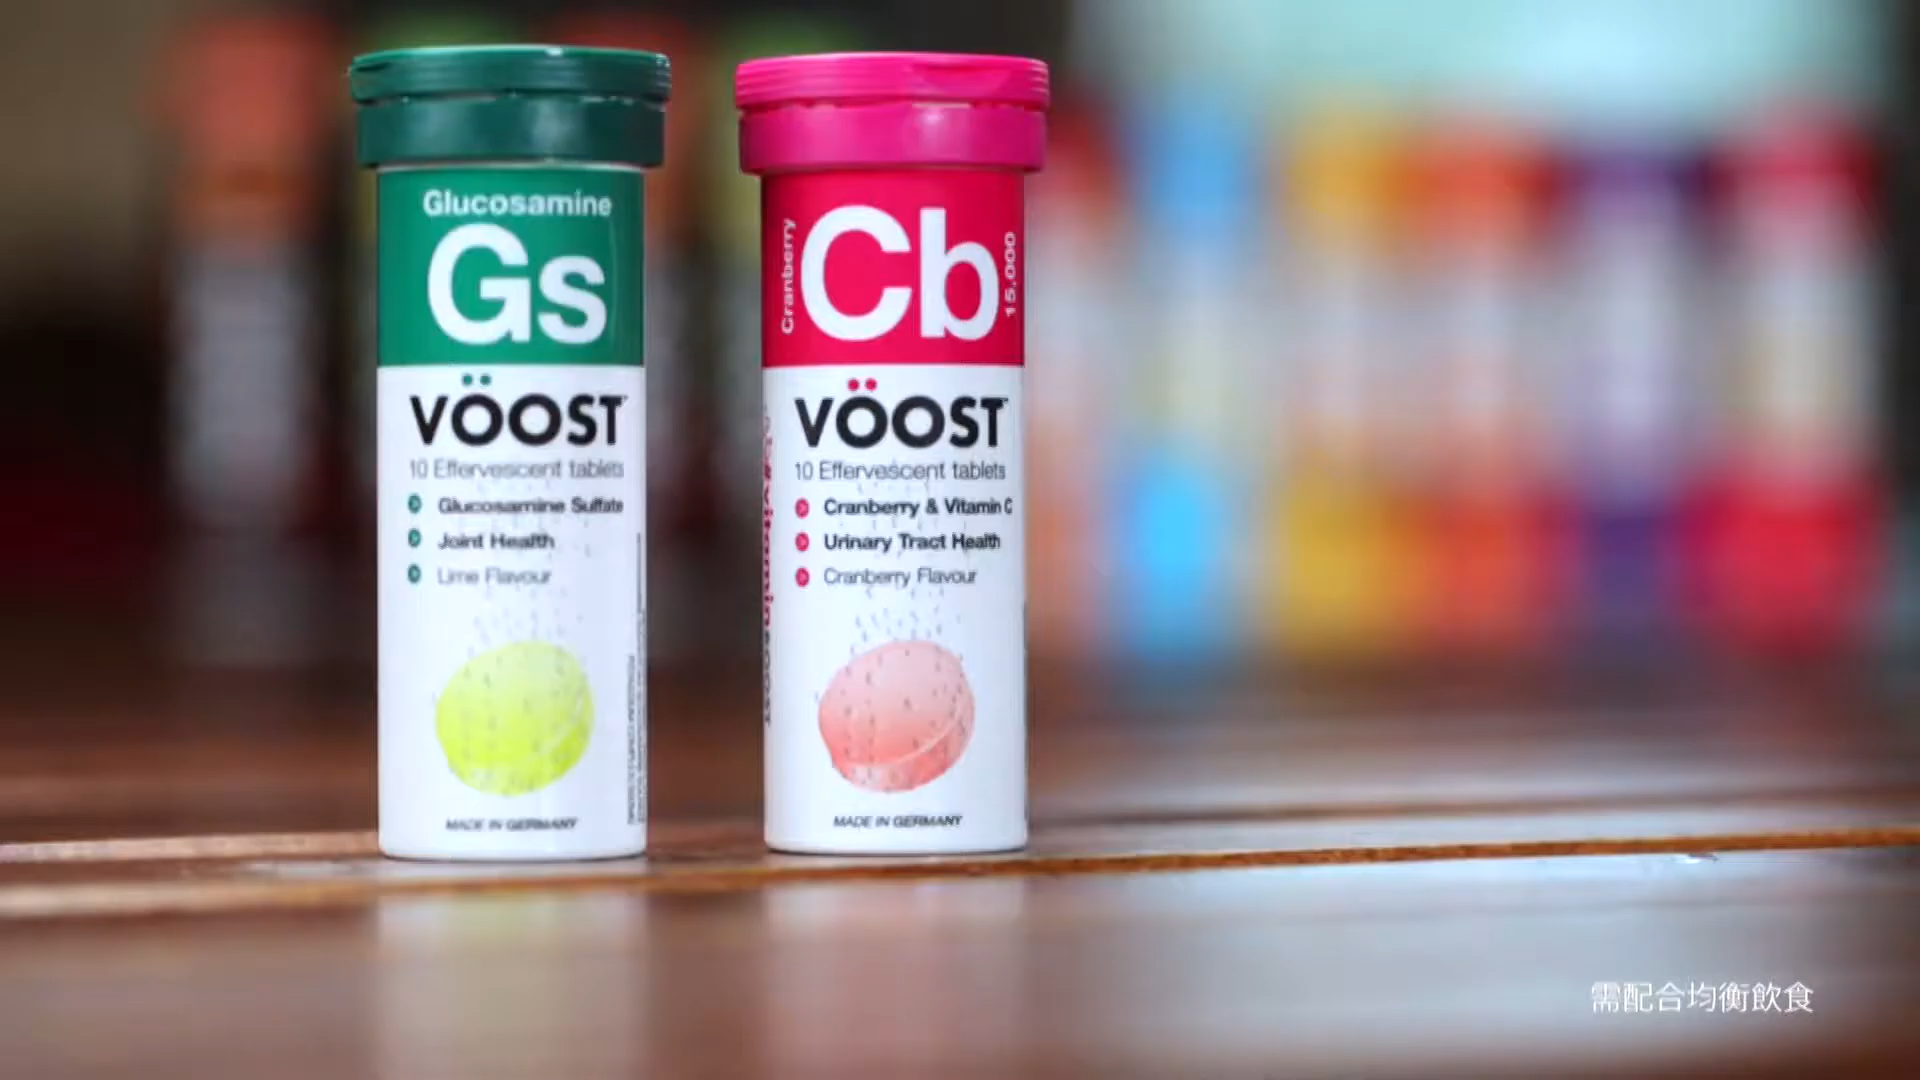 Glucosamine
Gs
VÖOST
10 Effervescent tablets
Glucosamine Sulfate
Joint Health
Lime Flavour
MADE IN GERMANY
Cranberry
Cb
15,000
VÖOST
10 Effervescent tablets
Cranberry & Vitamin C
Urinary Tract Health
Cranberry Flavour
MADE IN GERMANY
需配合均衡飲食